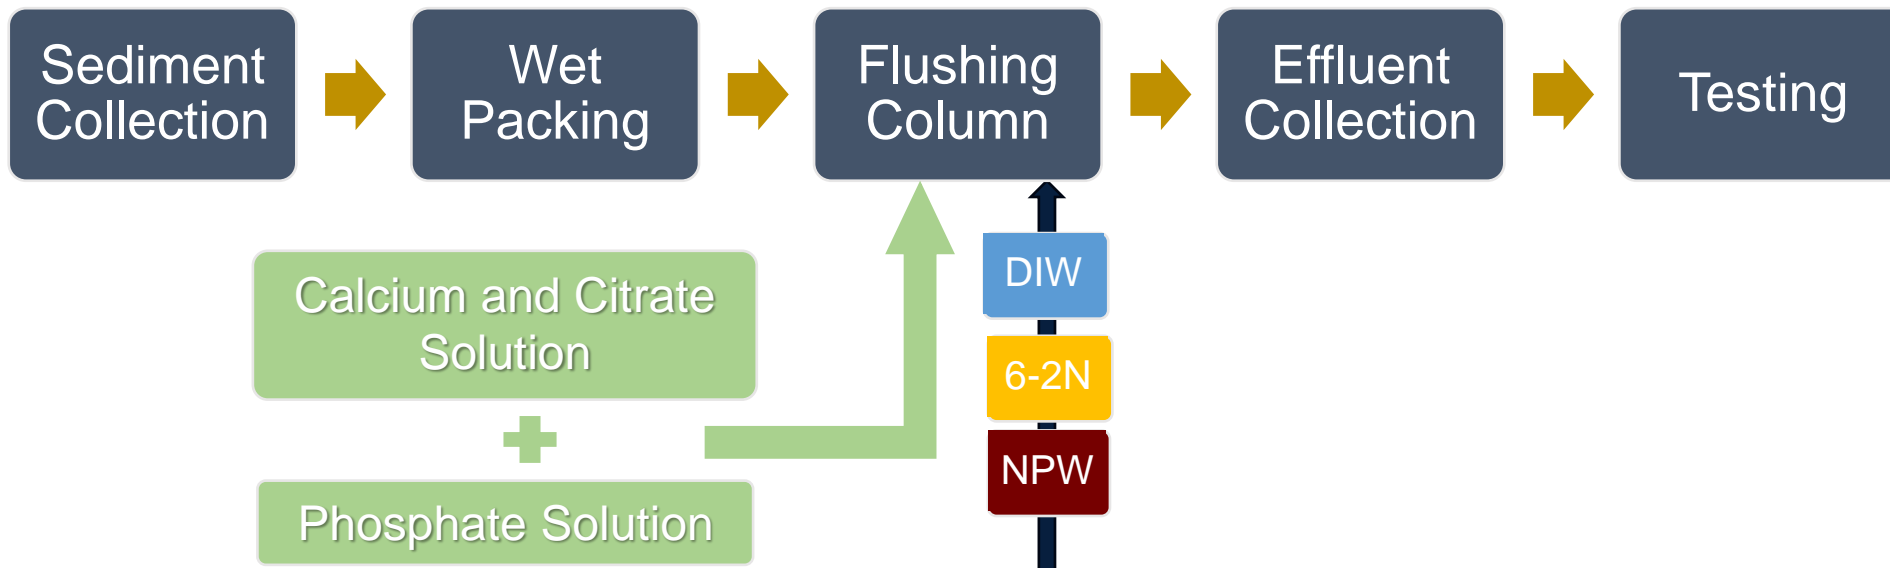 Sediment
Collection
Wet
Packing
Flushing
Column
Effluent
Collection
Testing
Calcium and Citrate
Solution
Phosphate Solution
DIW
6-2N
NPW